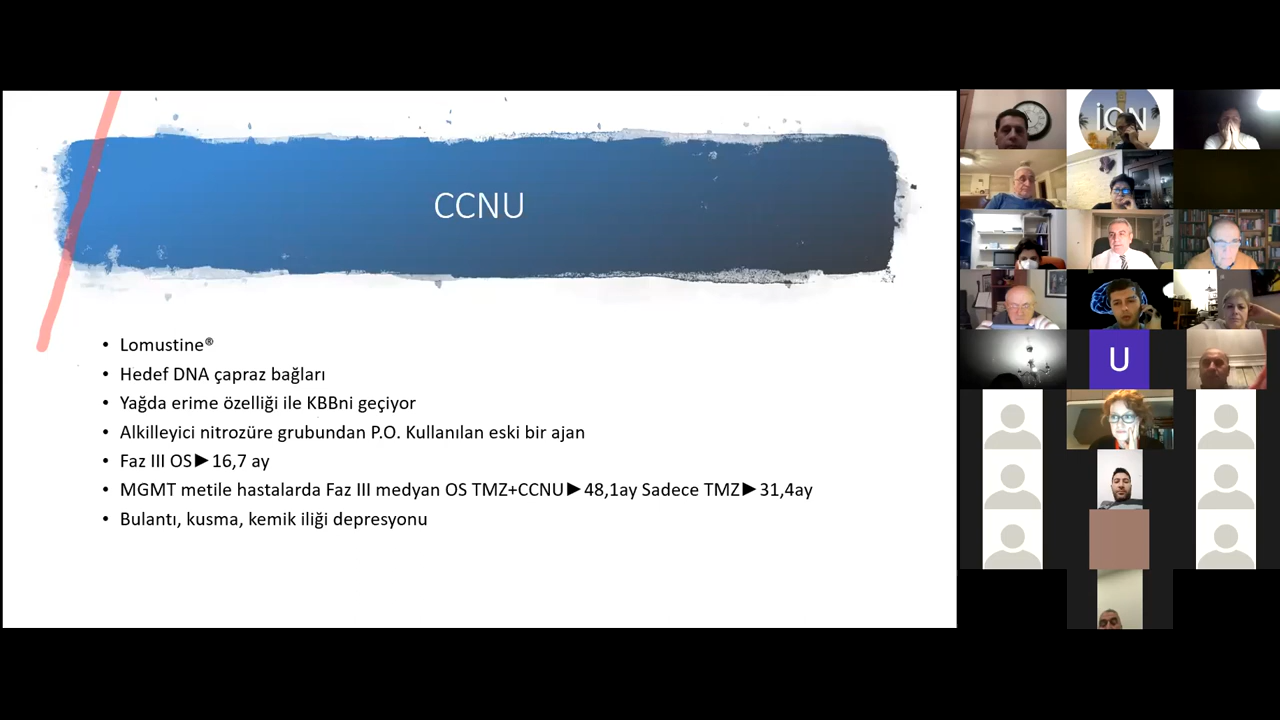 CCNU
• Lomustine®
• Hedef DNA çapraz bağları
• Yağda erime özelliği ile KBBni geçiyor
• Alkilleyici nitrozüre grubundan P.O. Kullanılan eski bir ajan
• Faz III OS►16,7 ay
• MGMT metile hastalarda Faz III medyan OS TMZ+CCNU►48,1ay Sadece TMZ►31,4ay
• Bulantı, kusma, kemik iliği depresyonu
U